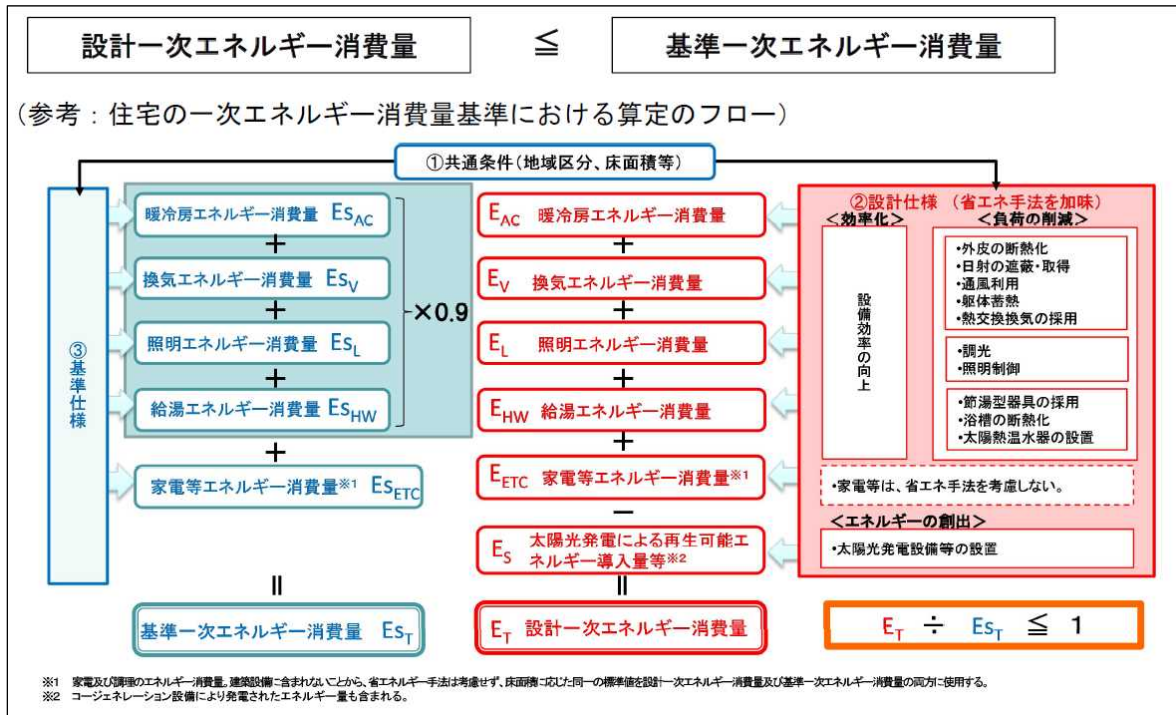 設計一次エネルギー消費量 ≦ 基準一次エネルギー消費量
(参考：住宅の一次エネルギー消費量基準における算定のフロー)
①共通条件(地域区分、床面積等)
③基準仕様
暖冷房エネルギー消費量 EsAC
+
換気エネルギー消費量 EsV
+
照明エネルギー消費量 EsL
+
給湯エネルギー消費量 EsHW
×0.9
+
家電等エネルギー消費量※1 EsETC
=
基準一次エネルギー消費量 EsT
EAC 暖冷房エネルギー消費量
+
EV 換気エネルギー消費量
+
EL 照明エネルギー消費量
+
EHW 給湯エネルギー消費量
+
EETC 家電等エネルギー消費量※1
−
ES 太陽光発電による再生可能エ
ネルギー導入量等※2
=
ET 設計一次エネルギー消費量
②設計仕様 (省エネ手法を加味)
<効率化>
設備効率の向上
<負荷の削減>
・外皮の断熱化
・日射の遮蔽・取得
・通風利用
・躯体蓄熱
・熱交換換気の採用
・調光
・照明制御
・節湯型器具の採用
・浴槽の断熱化
・太陽熱温水器の設置
・家電等は、省エネ手法を考慮しない。
<エネルギーの創出>
・太陽光発電設備等の設置
ET ÷ EsT ≦ 1
※1 家電及び調理のエネルギー消費量。建築設備に含まれないことから、省エネルギー手法は考慮せず、床面積に応じた同一の標準値を設計一次エネルギー消費量及び基準一次エネルギー消費量の両方に使用する。
※2 コージェネレーション設備により発電されたエネルギー量も含まれる。